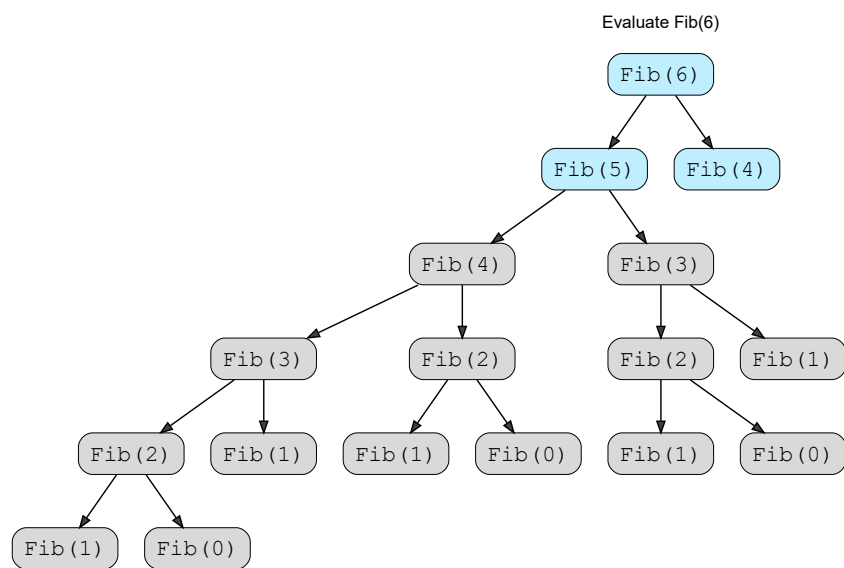 Evaluate Fib(6)
Fib(6)
Fib(5)
Fib(4)
Fib(4)
Fib(3)
Fib(3)
Fib(2)
Fib(2)
Fib(1)
Fib(2)
Fib(1)
Fib(1)
Fib(0)
Fib(1)
Fib(0)
Fib(1)
Fib(0)